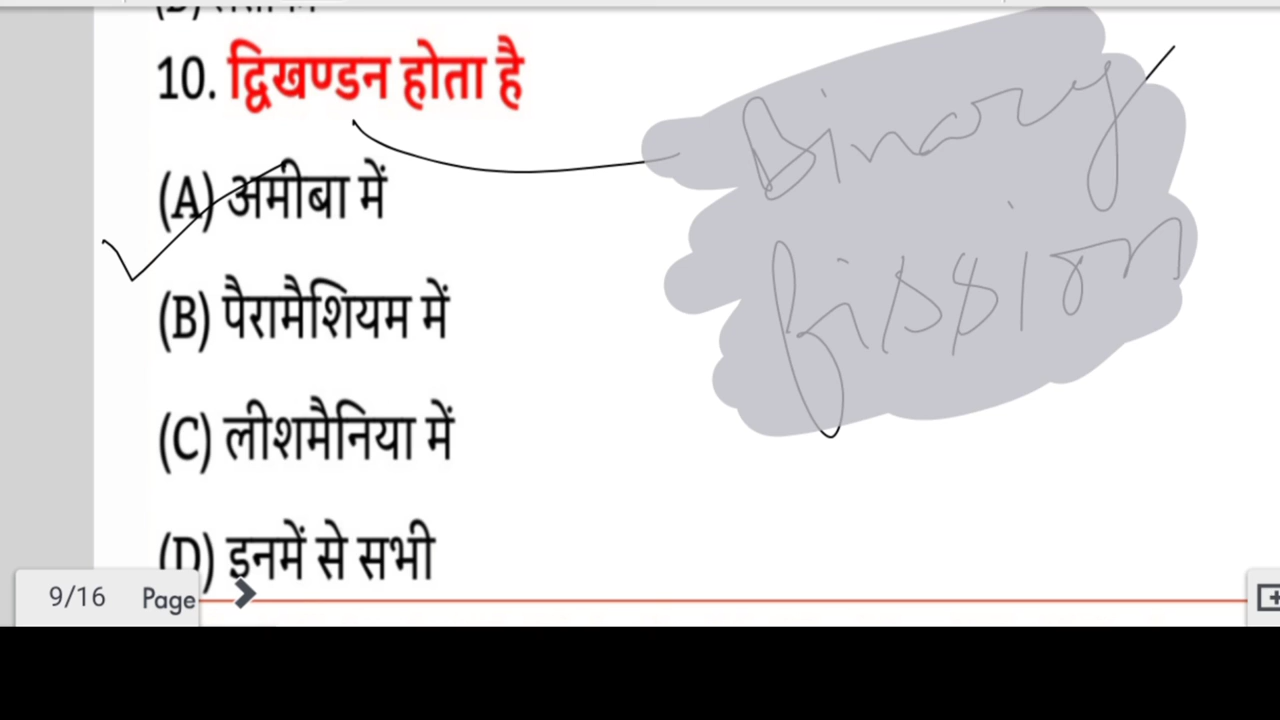 10. द्विखण्डन होता है
Binary
fission
(A) अमीबा में
(B) पैरामैशियम में
(C) लीशमैनिया में
(D) इनमें से सभी
9/16 Page